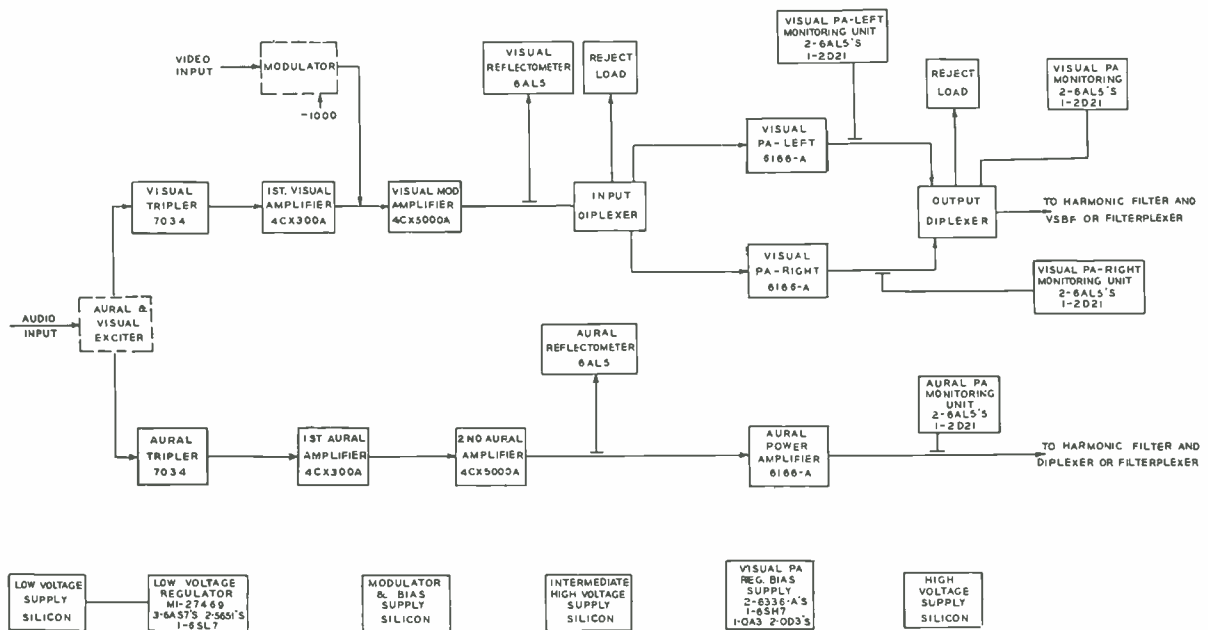 VIDEO
INPUT
MODULATOR
-1000
VISUAL
REFLECTOMETER
6AL5
REJECT
LOAD
VISUAL PA-LEFT
MONITORING UNIT
2-6AL5'S
1-2D21
REJECT
LOAD
VISUAL PA
MONITORING
2-6AL5'S
1-2D21
VISUAL
TRIPLER
7034
1ST. VISUAL
AMPLIFIER
4CX300A
VISUAL MOD
AMPLIFIER
4CX5000A
INPUT
DIPLEXER
VISUAL
PA-LEFT
6166-A
VISUAL
PA-RIGHT
6166-A
OUTPUT
DIPLEXER
TO HARMONIC FILTER AND
VSBF OR FILTERPLEXER
VISUAL PA-RIGHT
MONITORING UNIT
2-6AL5'S
1-2D21
AUDIO
INPUT
AURAL &
VISUAL
EXCITER
AURAL
REFLECTOMETER
6AL5
AURAL PA
MONITORING
UNIT
2-6AL5'S
1-2D21
AURAL
TRIPLER
7034
1ST AURAL
AMPLIFIER
4CX300A
2ND AURAL
AMPLIFIER
4CX5000A
AURAL
POWER
AMPLIFIER
6166-A
TO HARMONIC FILTER AND
DIPLEXER OR FILTERPLEXER
LOW VOLTAGE
SUPPLY
SILICON
LOW VOLTAGE
REGULATOR
MI-27469
3-6AS7'S 2-5651'S
1-6SL7
MODULATOR
& BIAS
SUPPLY
SILICON
INTERMEDIATE
HIGH VOLTAGE
SUPPLY
SILICON
VISUAL PA
REG. BIAS
SUPPLY
2-6336-A'S
1-6SH7
1-0A3 2-0D3'S
HIGH
VOLTAGE
SUPPLY
SILICON